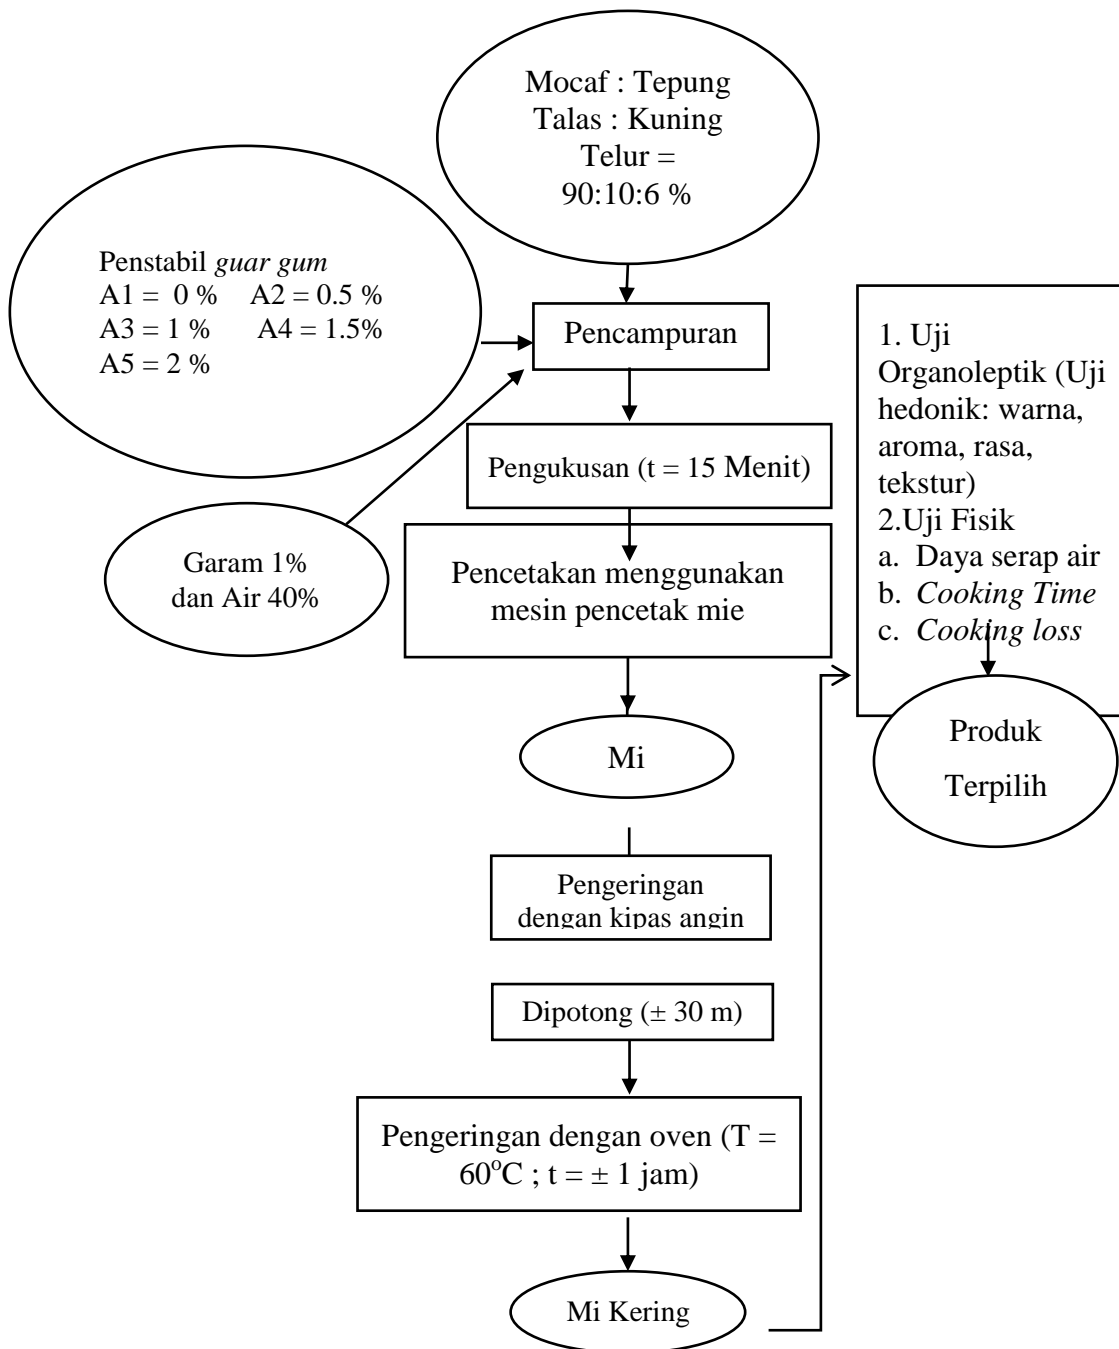 Mocaf : Tepung
Talas : Kuning
Telur =
90:10:6 %
Penstabil guar gum
A1 = 0 % A2 = 0.5 %
A3 = 1 % A4 = 1.5%
A5 = 2 %
Pencampuran
Garam 1%
dan Air 40%
Pengukusan (t = 15 Menit)
Pencetakan menggunakan
mesin pencetak mie
Mi
Pengeringan
dengan kipas angin
Dipotong (± 30 m)
Pengeringan dengan oven (T =
60°C ; t = ± 1 jam)
Mi Kering
1. Uji
Organoleptik (Uji
hedonik: warna,
aroma, rasa,
tekstur)
2.Uji Fisik
a. Daya serap air
b. Cooking Time
c. Cooking loss
Produk
Terpilih